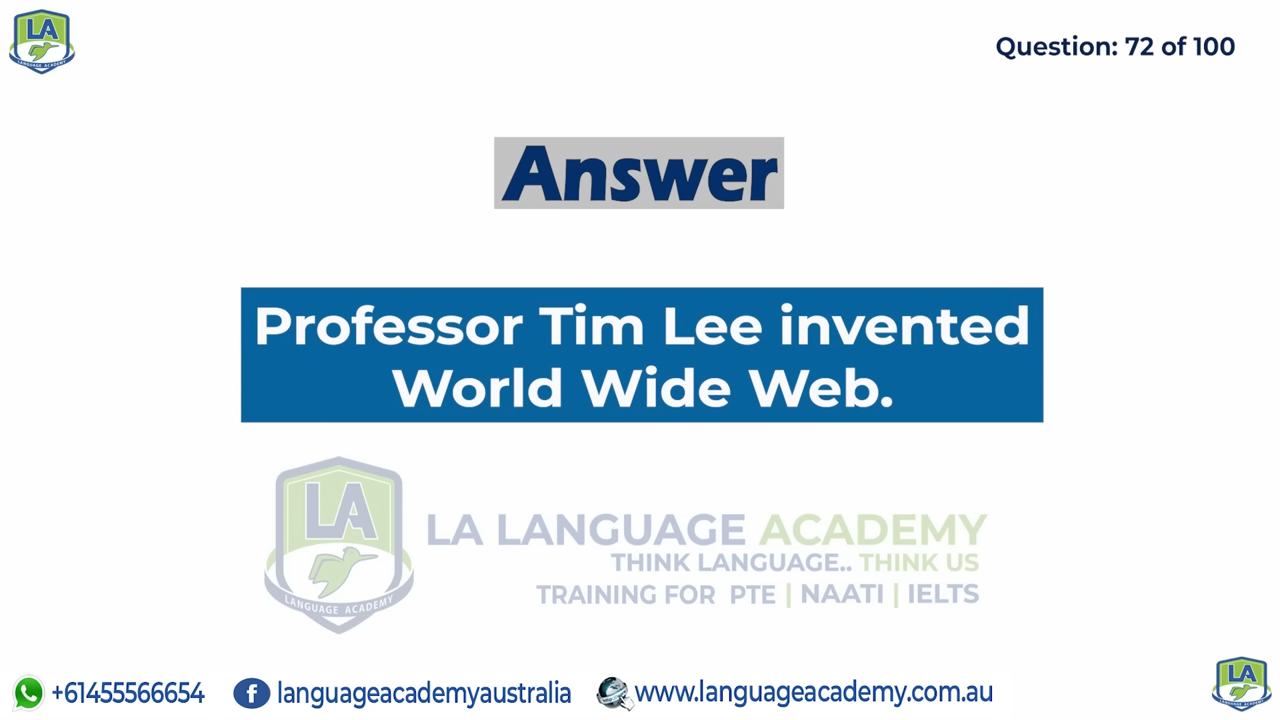 LA
LANGUAGE ACADEMY
Question: 72 of 100
Answer
Professor Tim Lee invented
World Wide Web.
LA
LANGUAGE ACADEMY
LA LANGUAGE ACADEMY
THINK LANGUAGE.. THINK US
TRAINING FOR PTE | NAATI | IELTS
+61455566654
languageacademyaustralia
www.languageacademy.com.au
LA
LANGUAGE ACADEMY